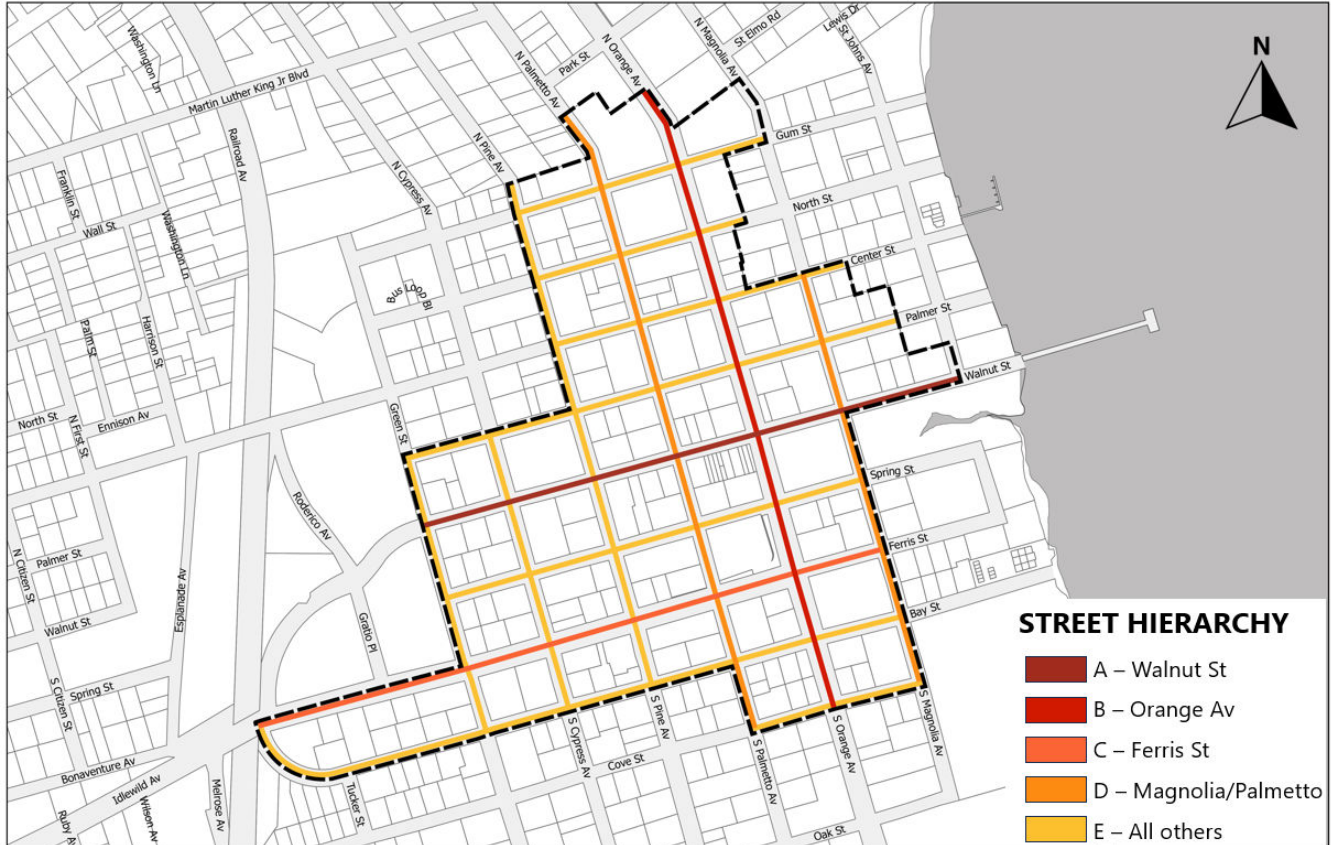 Washington Ln
Martin Luther King Jr Blvd
Railroad Av
N Palmetto Av
Park St
N Orange Av
N Magnolia Av
St Elmo Rd
Lewis Dr
St Johns Av
N
N Pine Av
N Cypress Av
Gum St
Franklin St
Wall St
Washington Ln
North St
Center St
Bus Loop Bl
Palm St
Harrison St
Palmer St
Walnut St
North St
N First St
Ennison Av
Green St
Spring St
Roderico Av
Ferris St
N Citizen St
Palmer St
Esplanade Av
Walnut St
Gratio Pl
Bay St
S Citizen St
Spring St
S Magnolia Av
S Cypress Av
S Pine Av
S Palmetto Av
S Orange Av
Cove St
Bonaventure Av
Idlewild Av
Melrose Av
Tucker St
Ruby Av
Wilson Av
Oak St
STREET HIERARCHY
A – Walnut St
B – Orange Av
C – Ferris St
D – Magnolia/Palmetto
E – All others